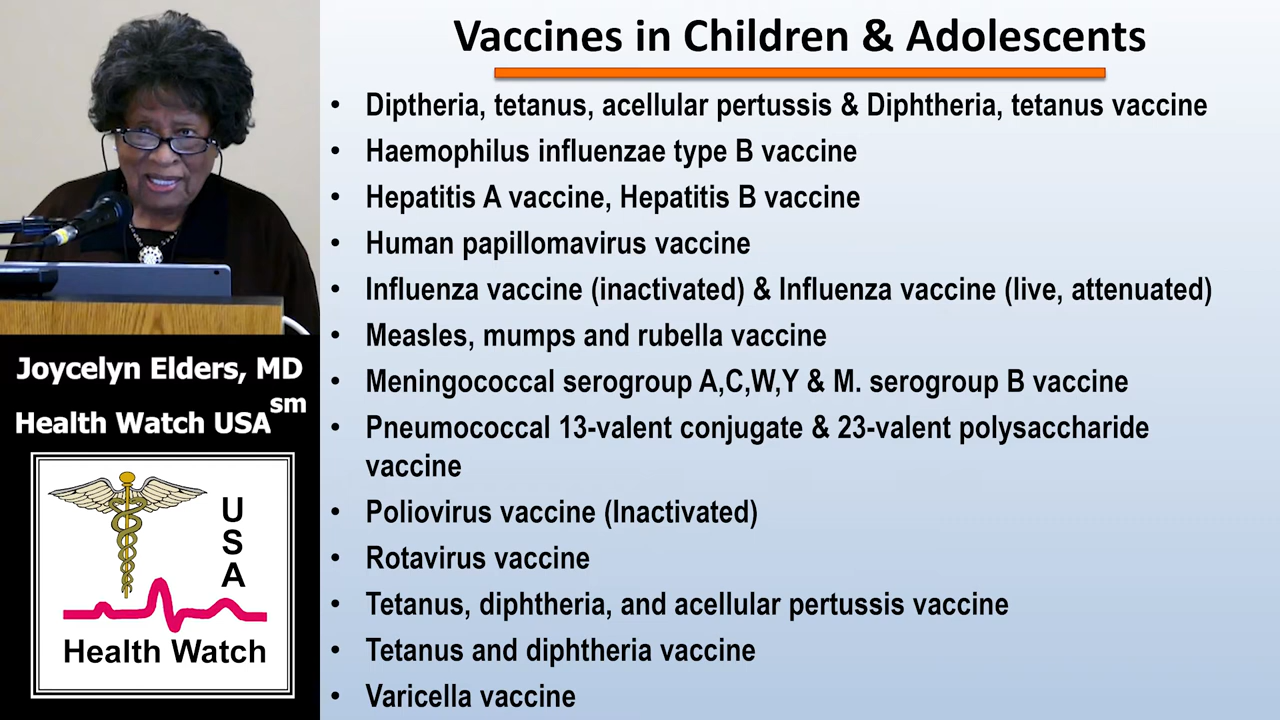 Vaccines in Children & Adolescents
• Diptheria, tetanus, acellular pertussis & Diphtheria, tetanus vaccine
• Haemophilus influenzae type B vaccine
• Hepatitis A vaccine, Hepatitis B vaccine
• Human papillomavirus vaccine
• Influenza vaccine (inactivated) & Influenza vaccine (live, attenuated)
• Measles, mumps and rubella vaccine
• Meningococcal serogroup A,C,W,Y & M. serogroup B vaccine
• Pneumococcal 13-valent conjugate & 23-valent polysaccharide
vaccine
• Poliovirus vaccine (Inactivated)
• Rotavirus vaccine
• Tetanus, diphtheria, and acellular pertussis vaccine
• Tetanus and diphtheria vaccine
• Varicella vaccine
Joycelyn Elders, MD
Health Watch USA sm
U
S
A
Health Watch